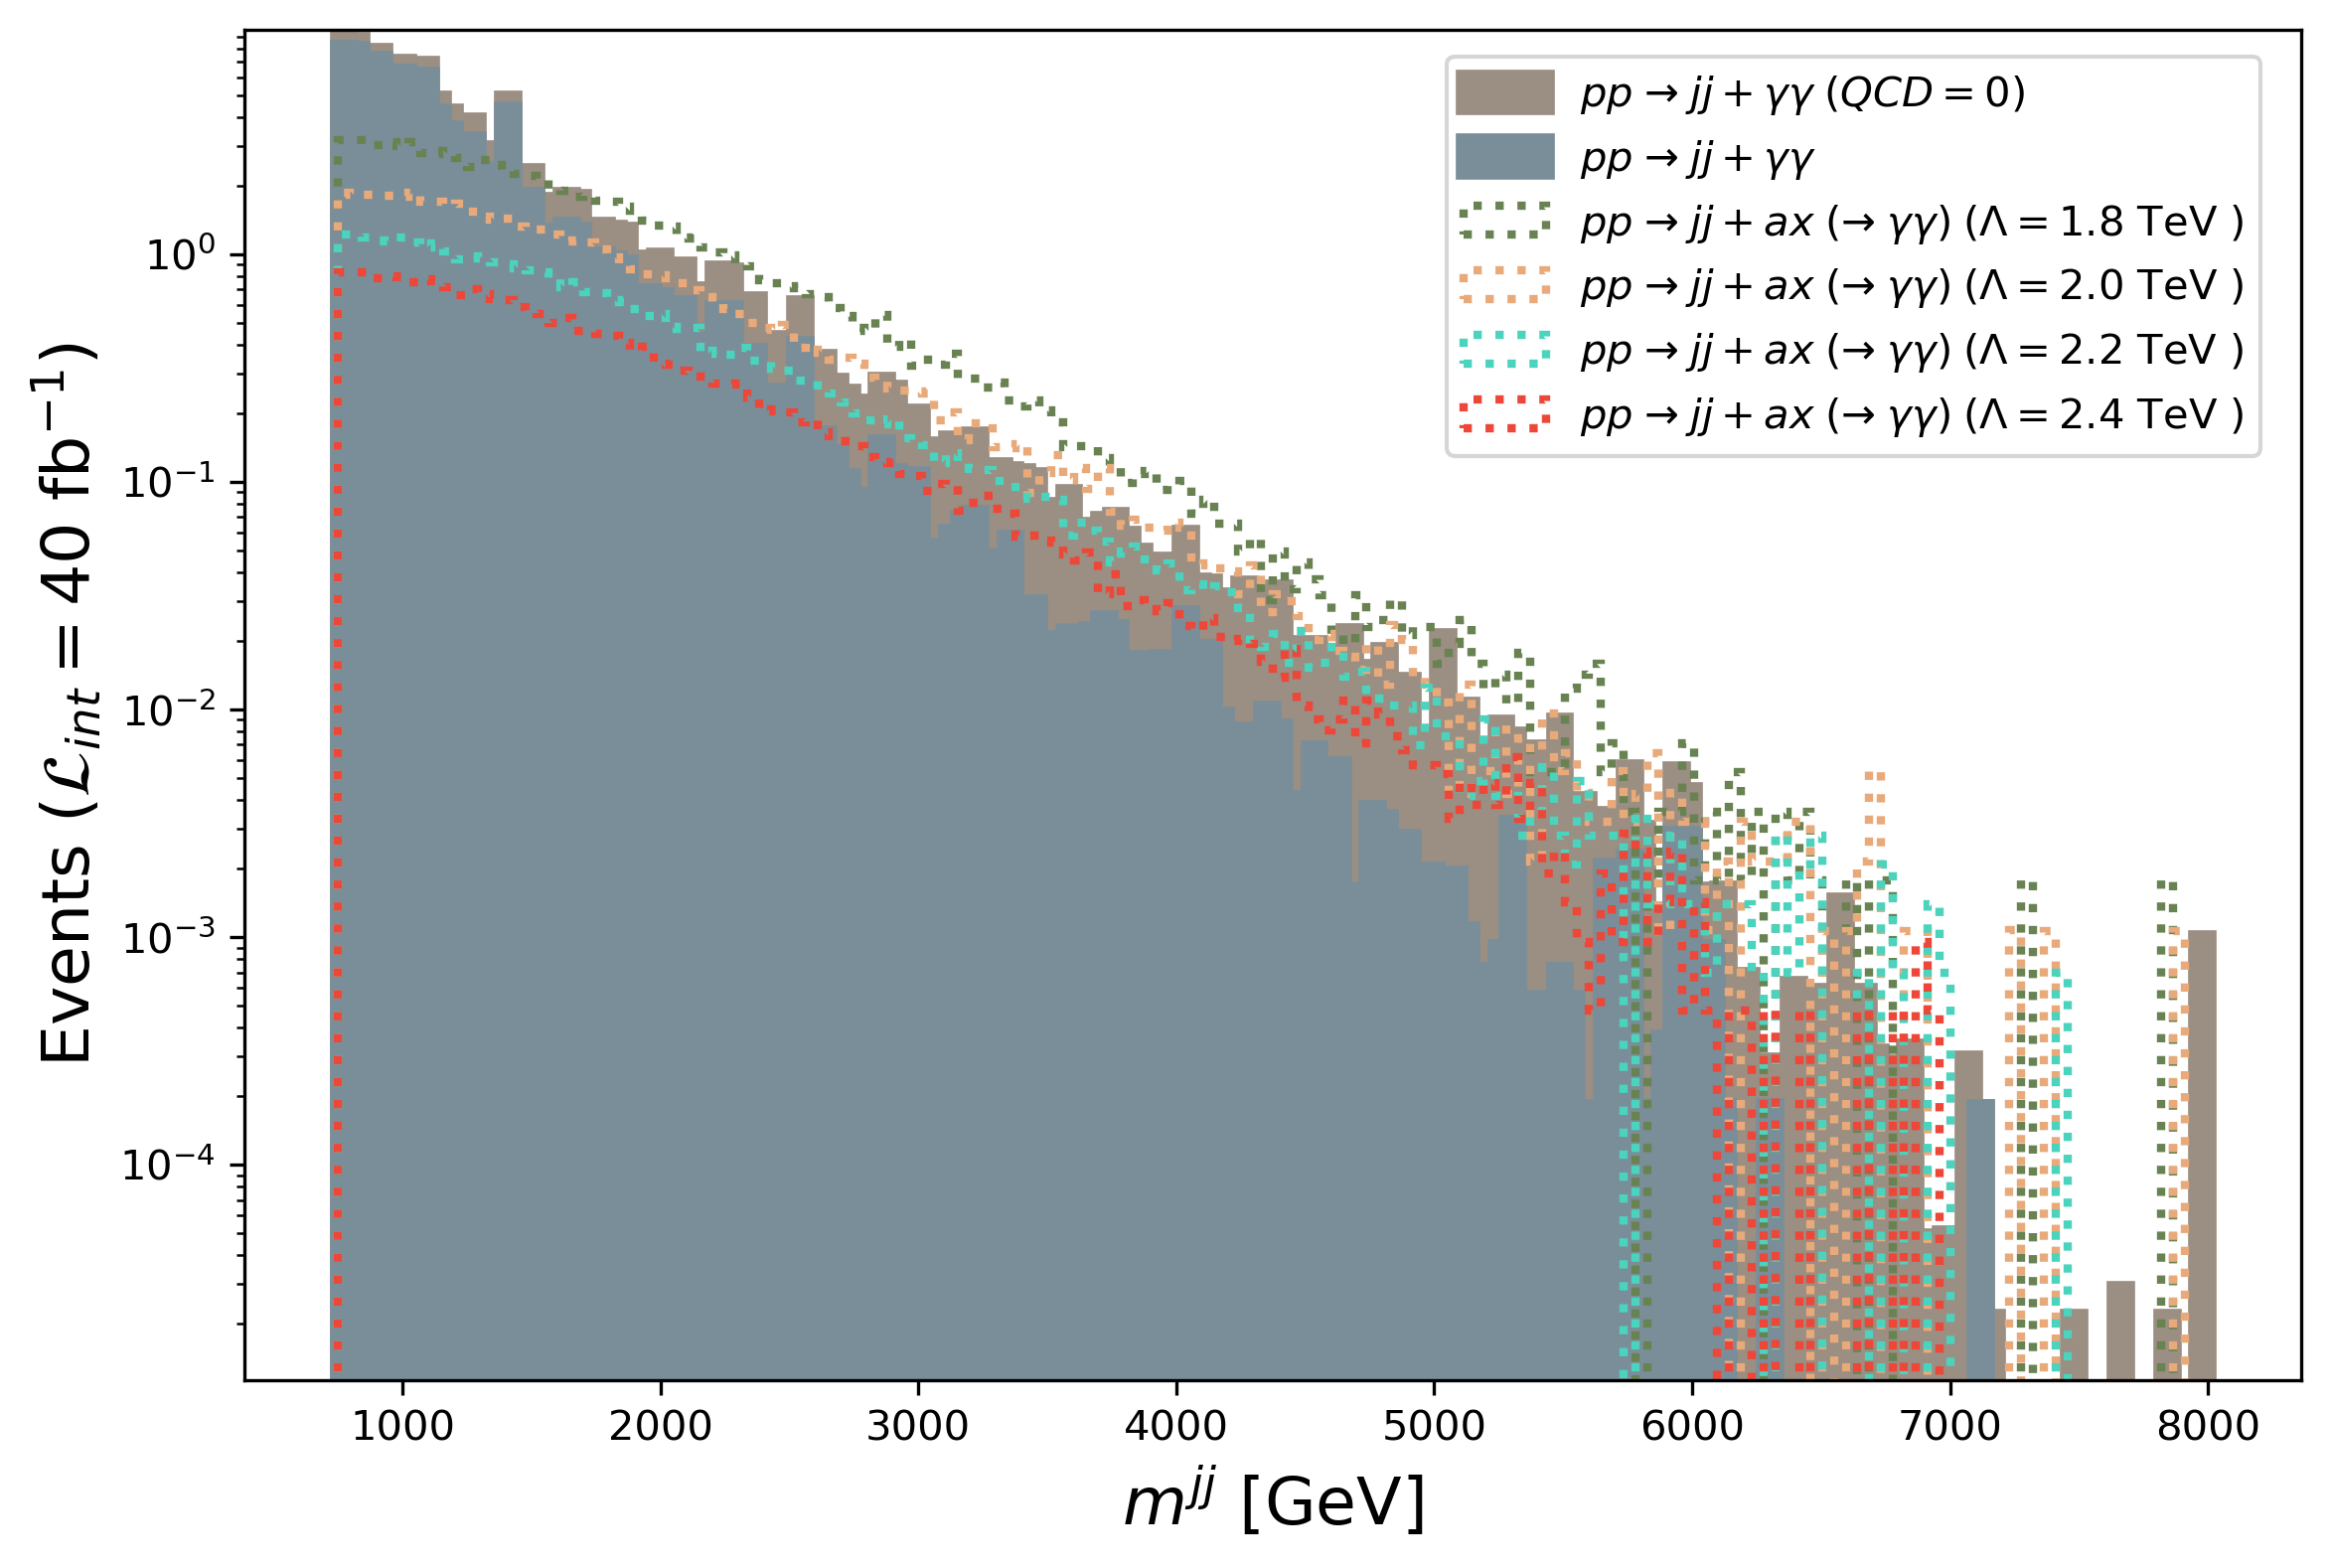 pp → jj + γγ (QCD = 0)
pp → jj + γγ
pp → jj + ax (→ γγ) (Λ = 1.8 TeV )
pp → jj + ax (→ γγ) (Λ = 2.0 TeV )
pp → jj + ax (→ γγ) (Λ = 2.2 TeV )
pp → jj + ax (→ γγ) (Λ = 2.4 TeV )
Events (ℒ_int = 40 fb⁻¹)
10⁰
10⁻¹
10⁻²
10⁻³
10⁻⁴
1000 2000 3000 4000 5000 6000 7000 8000
m^jj [GeV]